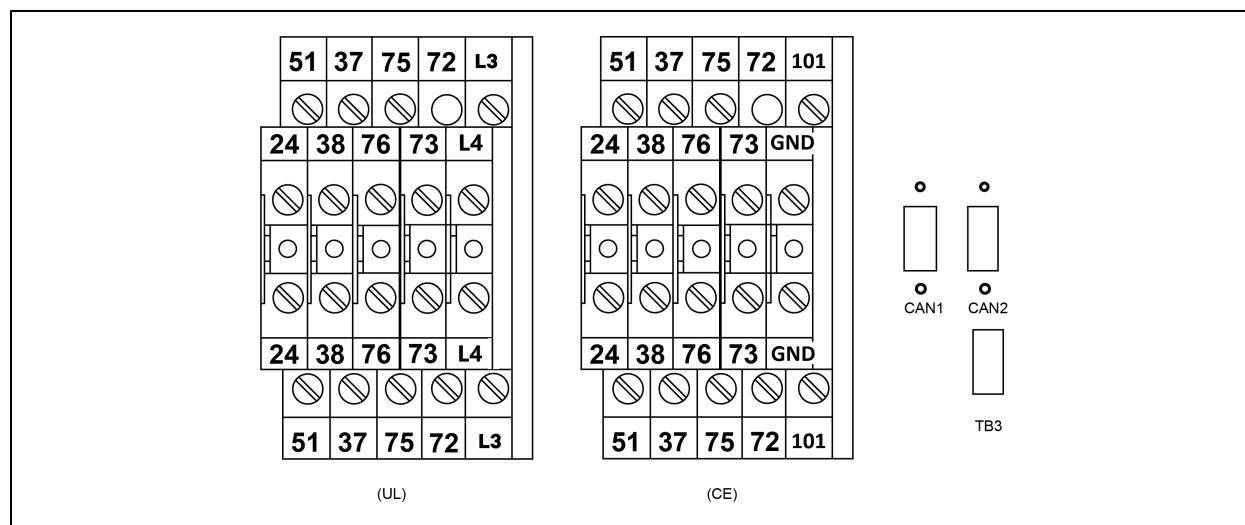 51 37 75 72 L3
24 38 76 73 L4
24 38 76 73 L4
51 37 75 72 L3
(UL)
51 37 75 72 101
24 38 76 73 GND
24 38 76 73 GND
51 37 75 72 101
(CE)
CAN1 CAN2
TB3